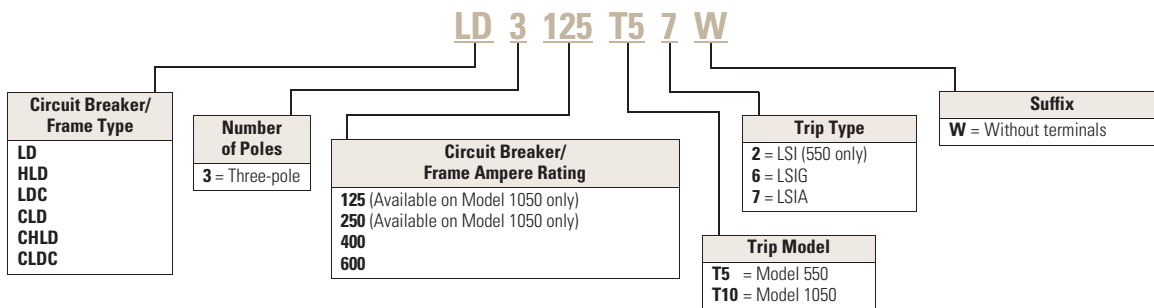 LD 3 125 T5 7 W
Circuit Breaker/
Frame Type
LD
HLD
LDC
CLD
CHLD
CLDC
Number
of Poles
3 = Three-pole
Circuit Breaker/
Frame Ampere Rating
125 (Available on Model 1050 only)
250 (Available on Model 1050 only)
400
600
Trip Model
T5 = Model 550
T10 = Model 1050
Trip Type
2 = LSI (550 only)
6 = LSIG
7 = LSIA
Suffix
W = Without terminals